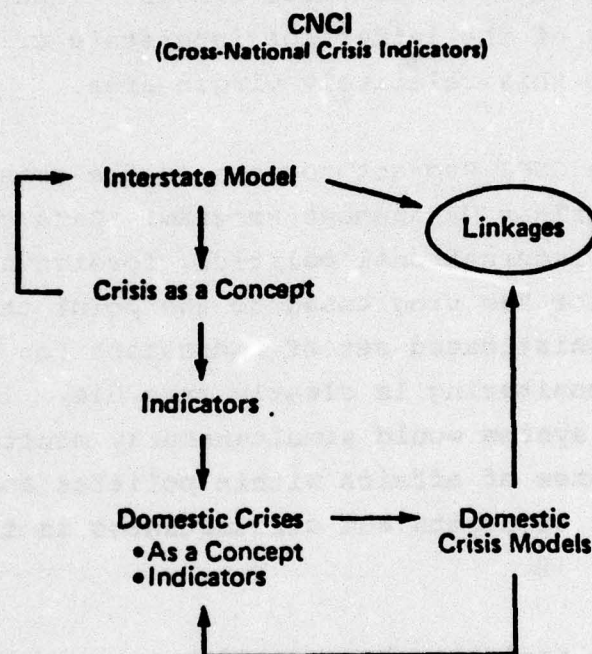 CNCI
(Cross-National Crisis Indicators)
Interstate Model
Linkages
Crisis as a Concept
Indicators
Domestic Crises
• As a Concept
• Indicators
Domestic
Crisis Models